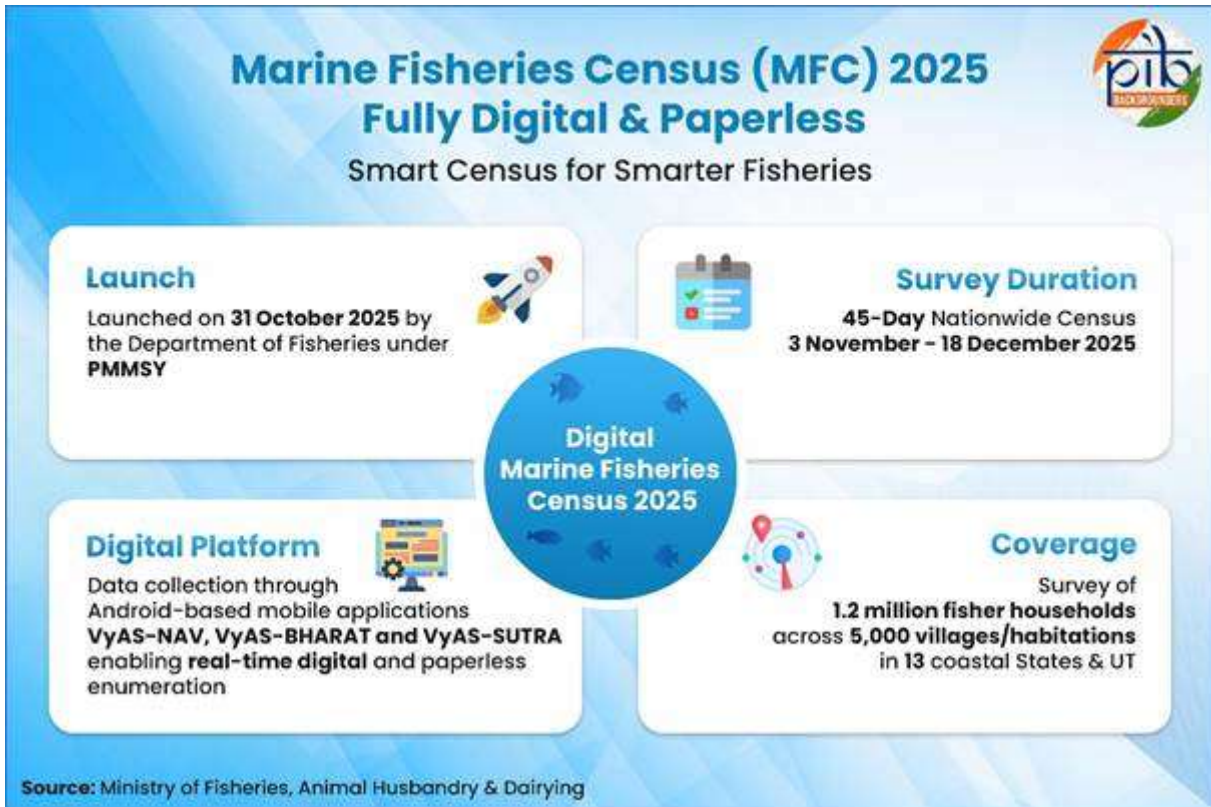 Marine Fisheries Census (MFC) 2025
Fully Digital & Paperless
Smart Census for Smarter Fisheries
pib
BACKGROUNDERS
Launch
Launched on 31 October 2025 by
the Department of Fisheries under
PMMSY
Survey Duration
45-Day Nationwide Census
3 November - 18 December 2025
Digital
Marine Fisheries
Census 2025
Digital Platform
Data collection through
Android-based mobile applications
VyAS-NAV, VyAS-BHARAT and VyAS-SUTRA
enabling real-time digital and paperless
enumeration
Coverage
Survey of
1.2 million fisher households
across 5,000 villages/habitations
in 13 coastal States & UT
Source: Ministry of Fisheries, Animal Husbandry & Dairying